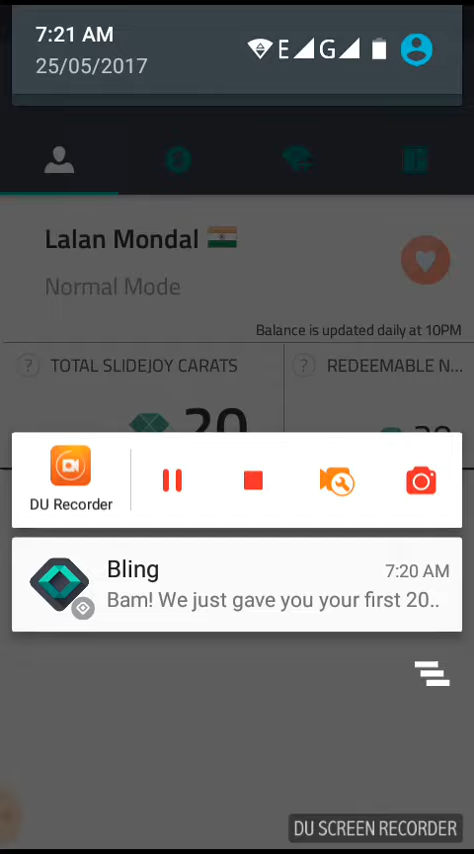 7:21 AM
E G
25/05/2017
Lalan Mondal
Normal Mode
Balance is updated daily at 10PM
? TOTAL SLIDEJOY CARATS
? REDEEMABLE N...
20
DU Recorder
Bling
7:20 AM
Bam! We just gave you your first 20..
DU SCREEN RECORDER